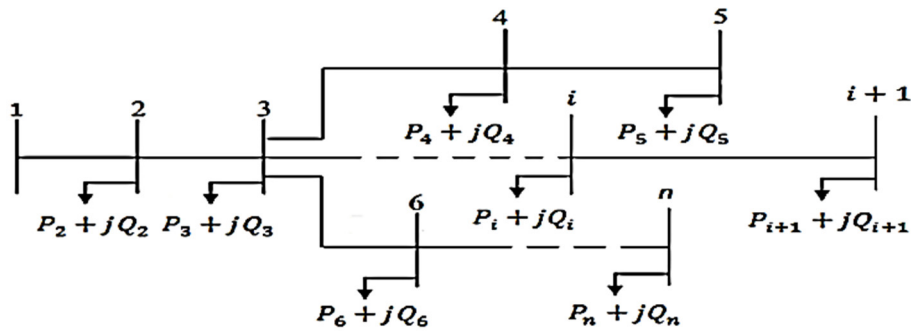 4 5
1 2 3 i i + 1
P₄ + jQ₄ P₅ + jQ₅
6 n
P₂ + jQ₂ P₃ + jQ₃ Pᵢ + jQᵢ Pᵢ₊₁ + jQᵢ₊₁
P₆ + jQ₆ Pₙ + jQₙ